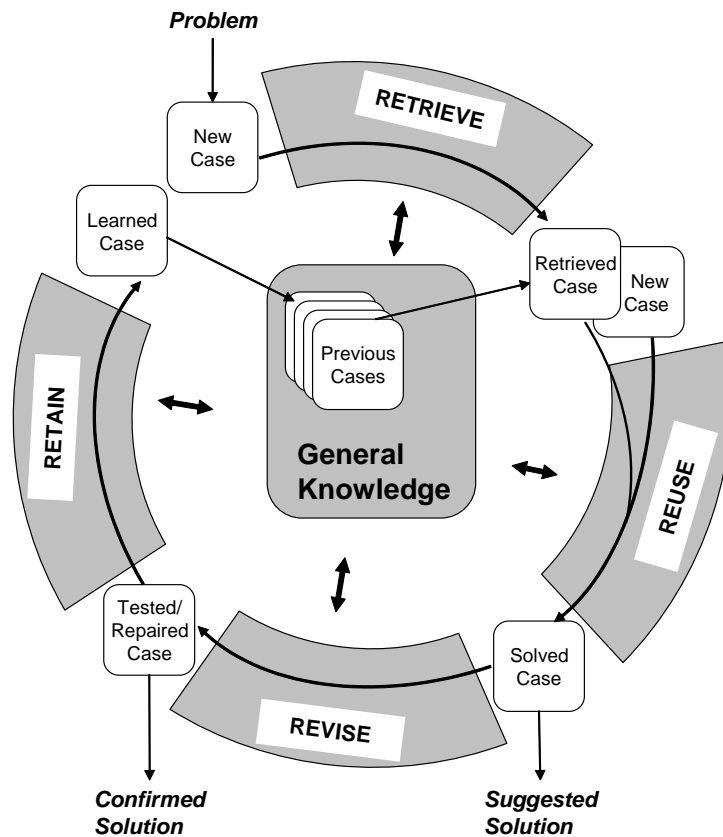 Problem
RETRIEVE
New
Case
Learned
Case
Retrieved
Case
New
Case
Previous
Cases
General
Knowledge
RETAIN
REUSE
Tested/
Repaired
Case
Solved
Case
REVISE
Confirmed
Solution
Suggested
Solution